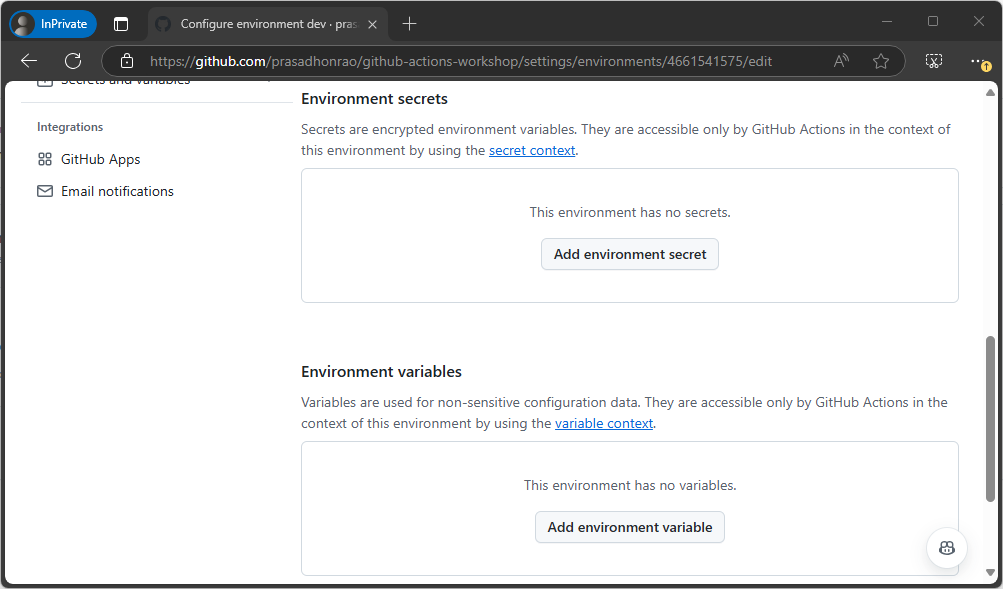 InPrivate
Configure environment dev · pras
https://github.com/prasadhonrao/github-actions-workshop/settings/environments/4661541575/edit
Secrets and variables
Integrations
GitHub Apps
Email notifications
Environment secrets
Secrets are encrypted environment variables. They are accessible only by GitHub Actions in the context of
this environment by using the secret context.
This environment has no secrets.
Add environment secret
Environment variables
Variables are used for non-sensitive configuration data. They are accessible only by GitHub Actions in the
context of this environment by using the variable context.
This environment has no variables.
Add environment variable